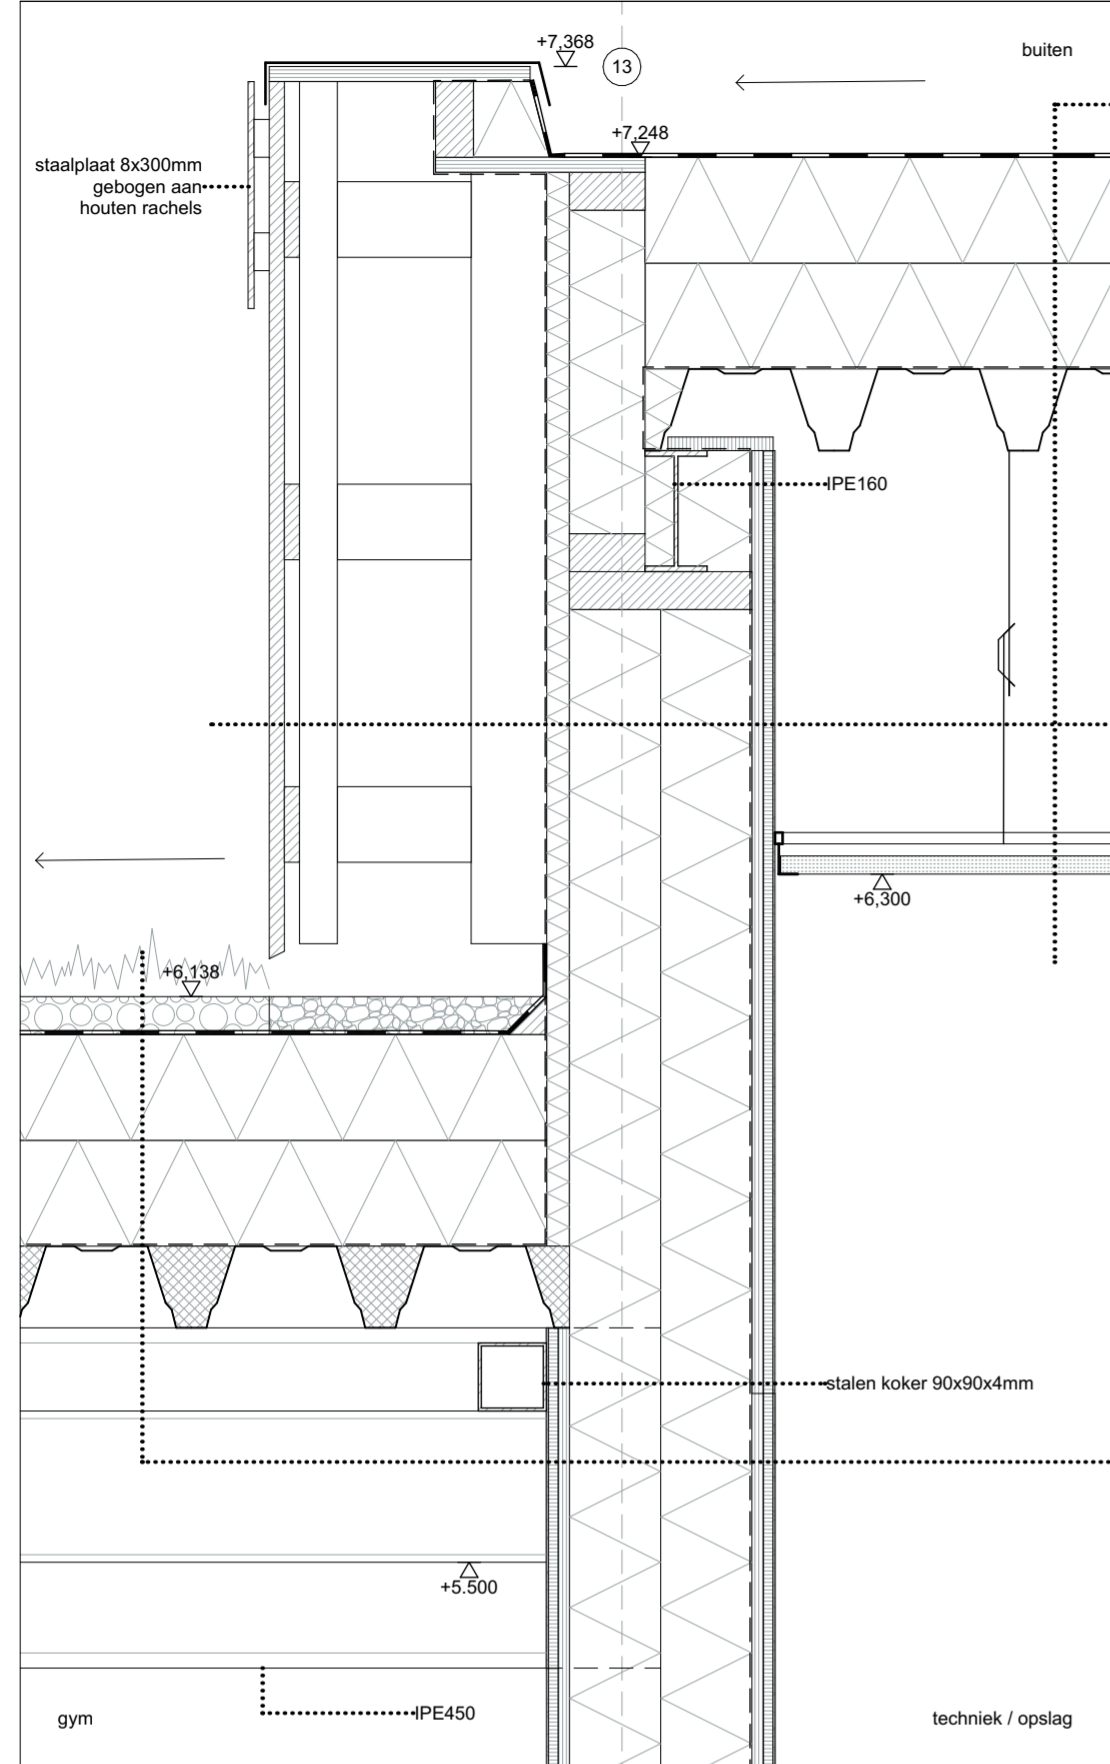 +7,368
13
buiten
+7,248
staalplaat 8x300mm
gebogen aan
houten rachels
IPE160
+6,300
+6,138
stalen koker 90x90x4mm
+5.500
IPE450
gym
techniek / opslag